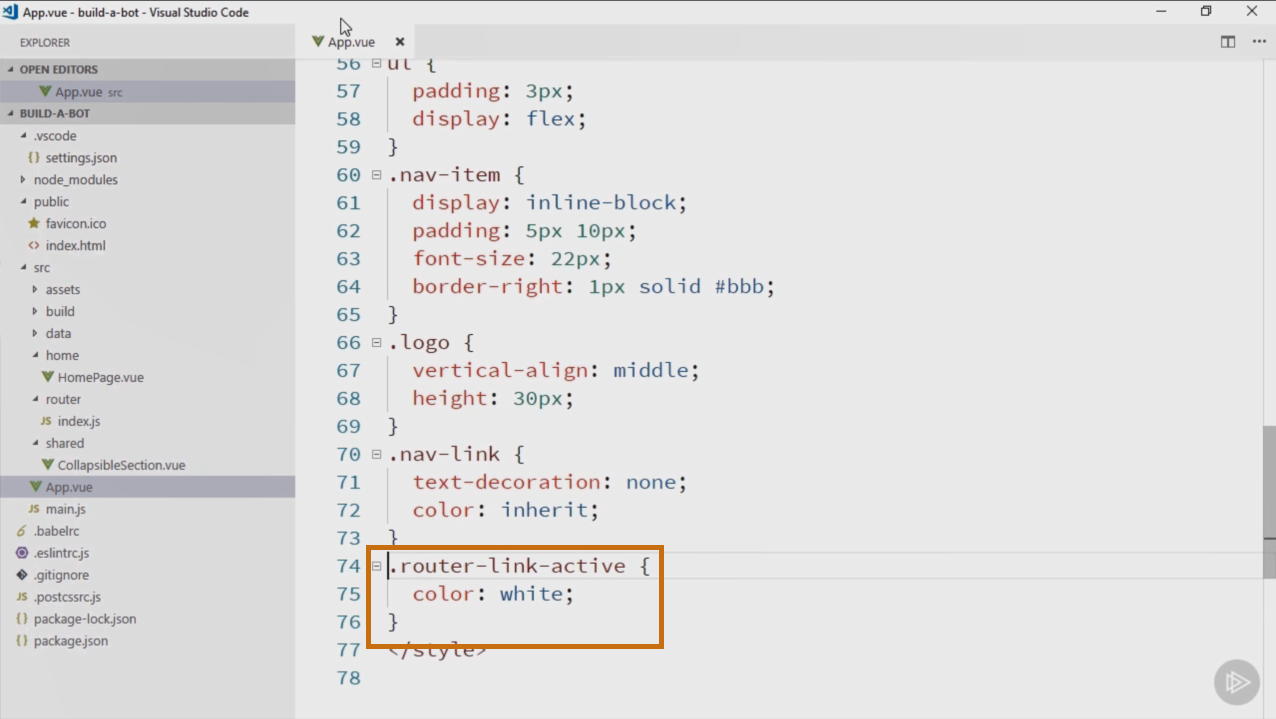 App.vue - build-a-bot - Visual Studio Code
EXPLORER
App.vue
OPEN EDITORS
App.vue src
BUILD-A-BOT
.vscode
{} settings.json
node_modules
public
favicon.ico
<> index.html
src
assets
build
data
home
HomePage.vue
router
JS index.js
shared
CollapsibleSection.vue
App.vue
JS main.js
.babelrc
.eslintrc.js
.gitignore
JS .postcssrc.js
{} package-lock.json
{} package.json
56 ul {
57 padding: 3px;
58 display: flex;
59 }
60 .nav-item {
61 display: inline-block;
62 padding: 5px 10px;
63 font-size: 22px;
64 border-right: 1px solid #bbb;
65 }
66 .logo {
67 vertical-align: middle;
68 height: 30px;
69 }
70 .nav-link {
71 text-decoration: none;
72 color: inherit;
73 }
74 .router-link-active {
75 color: white;
76 }
77 </style>
78